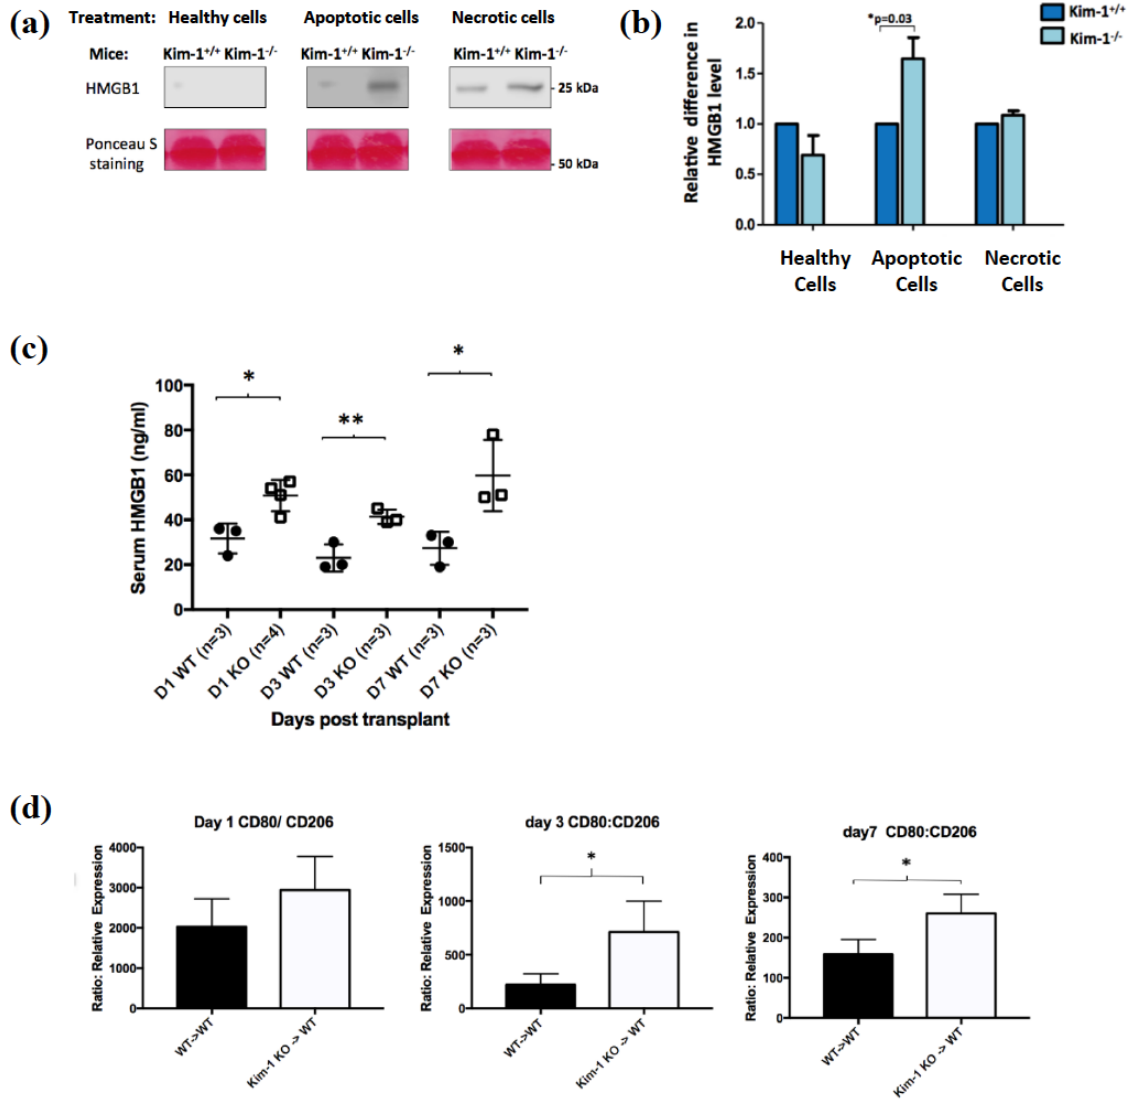 (a)
Treatment: Healthy cells Apoptotic cells Necrotic cells
Mice: Kim-1+/+ Kim-1-/- Kim-1+/+ Kim-1-/- Kim-1+/+ Kim-1-/-
HMGB1
- 25 kDa
Ponceau S
staining
- 50 kDa
(b)
Kim-1+/+
Kim-1-/-
*p=0.03
Relative difference in
HMGB1 level
2.0
1.5
1.0
0.5
0.0
Healthy
Cells
Apoptotic
Cells
Necrotic
Cells
(c)
Serum HMGB1 (ng/ml)
100
80
60
40
20
0
*
**
*
D1 WT (n=3)
D1 KO (n=4)
D3 WT (n=3)
D3 KO (n=3)
D7 WT (n=3)
D7 KO (n=3)
Days post transplant
(d)
Day 1 CD80/ CD206
Ratio: Relative Expression
4000
3000
2000
1000
0
WT->WT
Kim-1 KO -> WT
day 3 CD80:CD206
Ratio: Relative Expression
1500
1000
500
0
*
WT->WT
Kim-1 KO -> WT
day7 CD80:CD206
Ratio: Relative Expression
400
300
200
100
0
*
WT->WT
Kim-1 KO -> WT